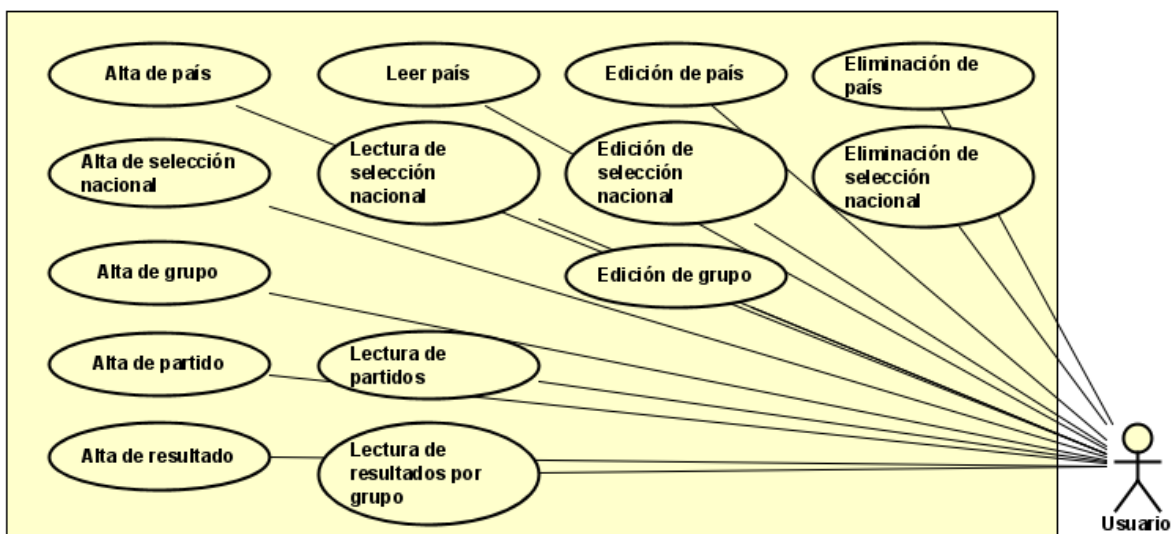 Alta de país
Leer país
Edición de país
Eliminación de
país
Alta de selección
nacional
Lectura de
selección
nacional
Edición de
selección
nacional
Eliminación de
selección
nacional
Alta de grupo
Edición de grupo
Alta de partido
Lectura de
partidos
Alta de resultado
Lectura de
resultados por
grupo
Usuario